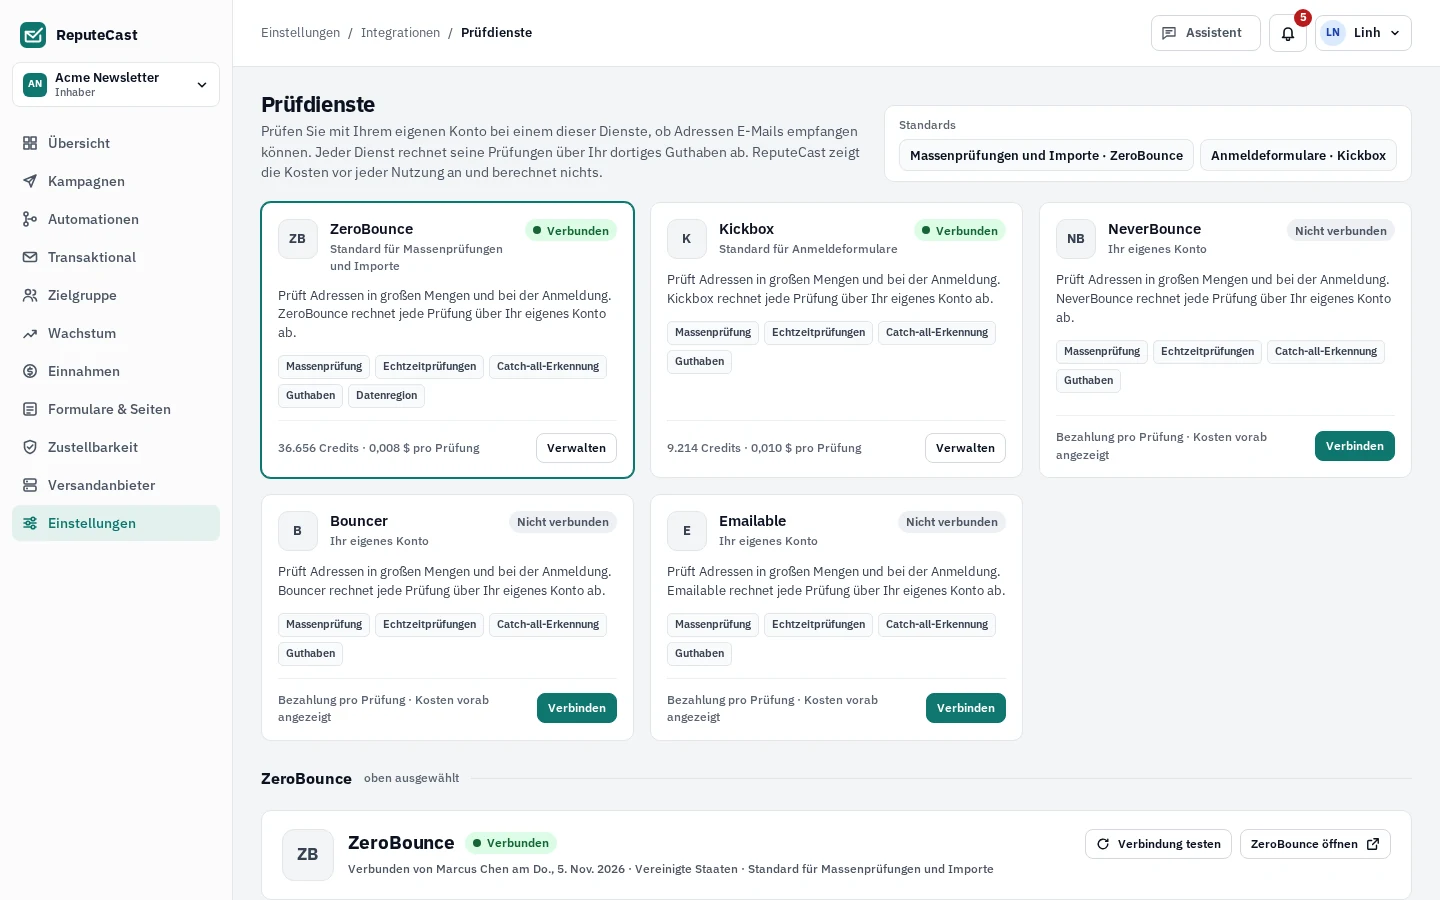 ReputeCast
AN
Acme Newsletter
Inhaber
Übersicht
Kampagnen
Automationen
Transaktional
Zielgruppe
Wachstum
Einnahmen
Formulare & Seiten
Zustellbarkeit
Versandanbieter
Einstellungen
Einstellungen / Integrationen / Prüfdienste
Assistent
5
LN
Linh
Prüfdienste
Prüfen Sie mit Ihrem eigenen Konto bei einem dieser Dienste, ob Adressen E-Mails empfangen
können. Jeder Dienst rechnet seine Prüfungen über Ihr dortiges Guthaben ab. ReputeCast zeigt
die Kosten vor jeder Nutzung an und berechnet nichts.
Standards
Massenprüfungen und Importe · ZeroBounce
Anmeldeformulare · Kickbox
ZB
ZeroBounce
Verbunden
Standard für Massenprüfungen
und Importe
Prüft Adressen in großen Mengen und bei der Anmeldung.
ZeroBounce rechnet jede Prüfung über Ihr eigenes Konto
ab.
Massenprüfung Echtzeitprüfungen Catch-all-Erkennung
Guthaben Datenregion
36.656 Credits · 0,008 $ pro Prüfung
Verwalten
K
Kickbox
Verbunden
Standard für Anmeldeformulare
Prüft Adressen in großen Mengen und bei der Anmeldung.
Kickbox rechnet jede Prüfung über Ihr eigenes Konto ab.
Massenprüfung Echtzeitprüfungen Catch-all-Erkennung
Guthaben
9.214 Credits · 0,010 $ pro Prüfung
Verwalten
NB
NeverBounce
Nicht verbunden
Ihr eigenes Konto
Prüft Adressen in großen Mengen und bei der Anmeldung.
NeverBounce rechnet jede Prüfung über Ihr eigenes Konto
ab.
Massenprüfung Echtzeitprüfungen Catch-all-Erkennung
Guthaben
Bezahlung pro Prüfung · Kosten vorab
angezeigt
Verbinden
B
Bouncer
Nicht verbunden
Ihr eigenes Konto
Prüft Adressen in großen Mengen und bei der Anmeldung.
Bouncer rechnet jede Prüfung über Ihr eigenes Konto ab.
Massenprüfung Echtzeitprüfungen Catch-all-Erkennung
Guthaben
Bezahlung pro Prüfung · Kosten vorab
angezeigt
Verbinden
E
Emailable
Nicht verbunden
Ihr eigenes Konto
Prüft Adressen in großen Mengen und bei der Anmeldung.
Emailable rechnet jede Prüfung über Ihr eigenes Konto ab.
Massenprüfung Echtzeitprüfungen Catch-all-Erkennung
Guthaben
Bezahlung pro Prüfung · Kosten vorab
angezeigt
Verbinden
ZeroBounce oben ausgewählt
ZB
ZeroBounce
Verbunden
Verbunden von Marcus Chen am Do., 5. Nov. 2026 · Vereinigte Staaten · Standard für Massenprüfungen und Importe
Verbindung testen
ZeroBounce öffnen